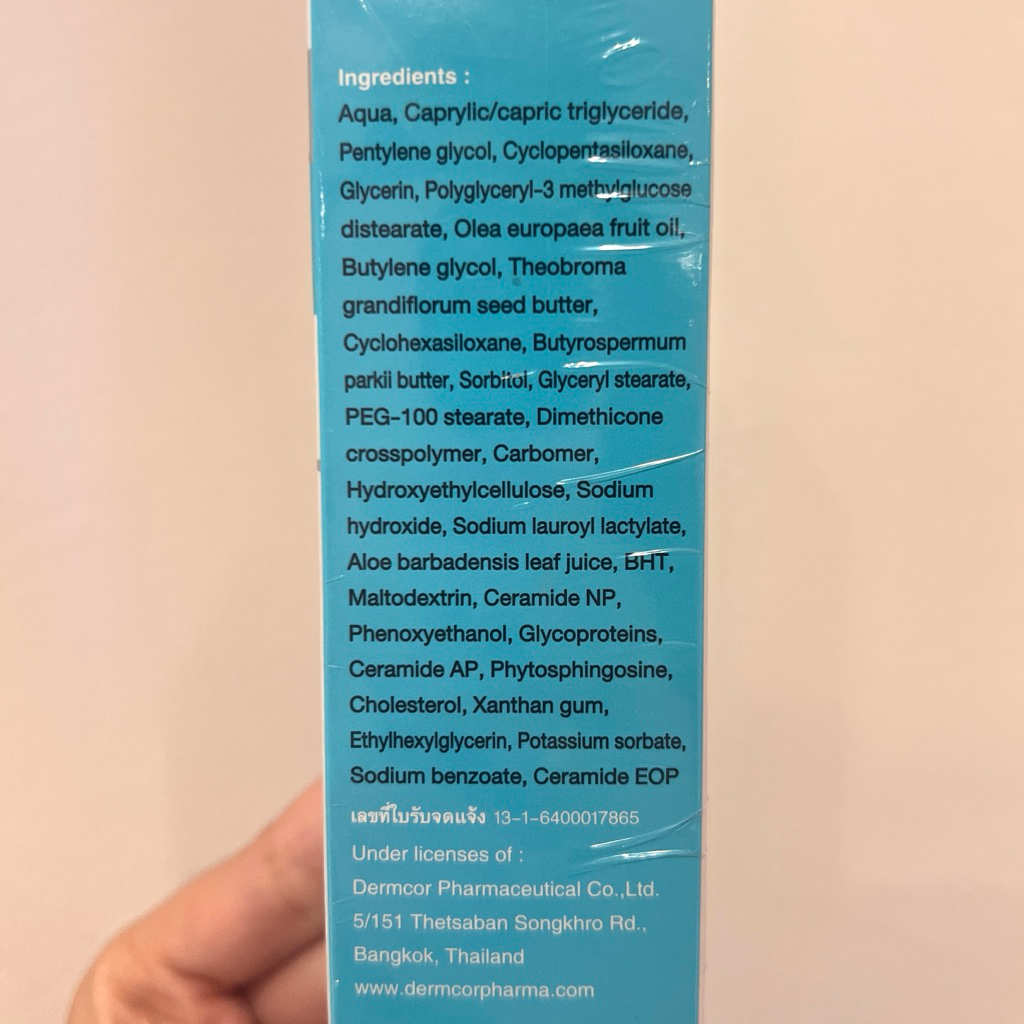 Ingredients :
Aqua, Caprylic/capric triglyceride,
Pentylene glycol, Cyclopentasiloxane,
Glycerin, Polyglyceryl-3 methylglucose
distearate, Olea europaea fruit oil,
Butylene glycol, Theobroma
grandiflorum seed butter,
Cyclohexasiloxane, Butyrospermum
parkii butter, Sorbitol, Glyceryl stearate,
PEG-100 stearate, Dimethicone
crosspolymer, Carbomer,
Hydroxyethylcellulose, Sodium
hydroxide, Sodium lauroyl lactylate,
Aloe barbadensis leaf juice, BHT,
Maltodextrin, Ceramide NP,
Phenoxyethanol, Glycoproteins,
Ceramide AP, Phytosphingosine,
Cholesterol, Xanthan gum,
Ethylhexylglycerin, Potassium sorbate,
Sodium benzoate, Ceramide EOP
เลขที่ใบรับจดแจ้ง 13-1-6400017865
Under licenses of :
Dermcor Pharmaceutical Co.,Ltd.
5/151 Thetsaban Songkhro Rd.,
Bangkok, Thailand
www.dermcorpharma.com